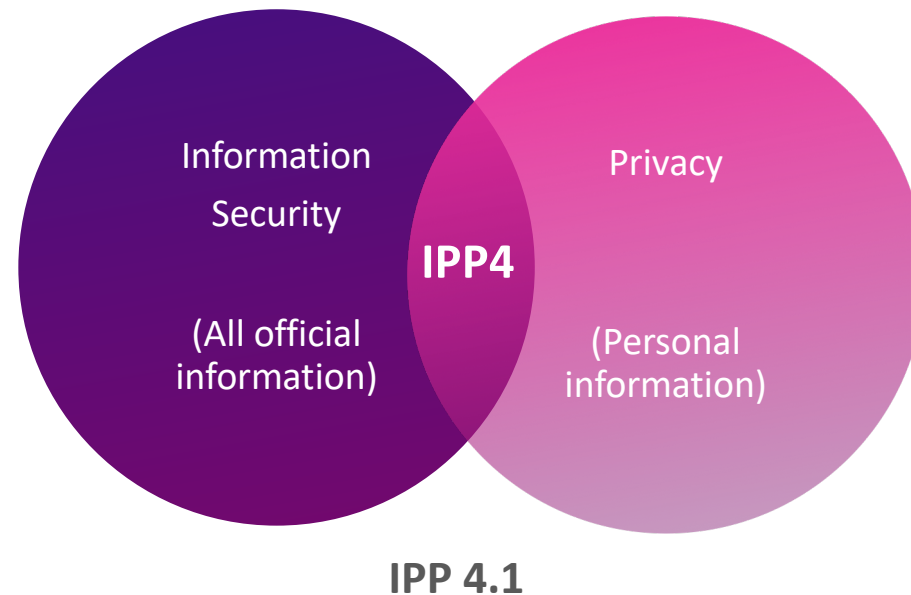 Information
Security
(All official
information)
IPP4
Privacy
(Personal
information)
IPP 4.1